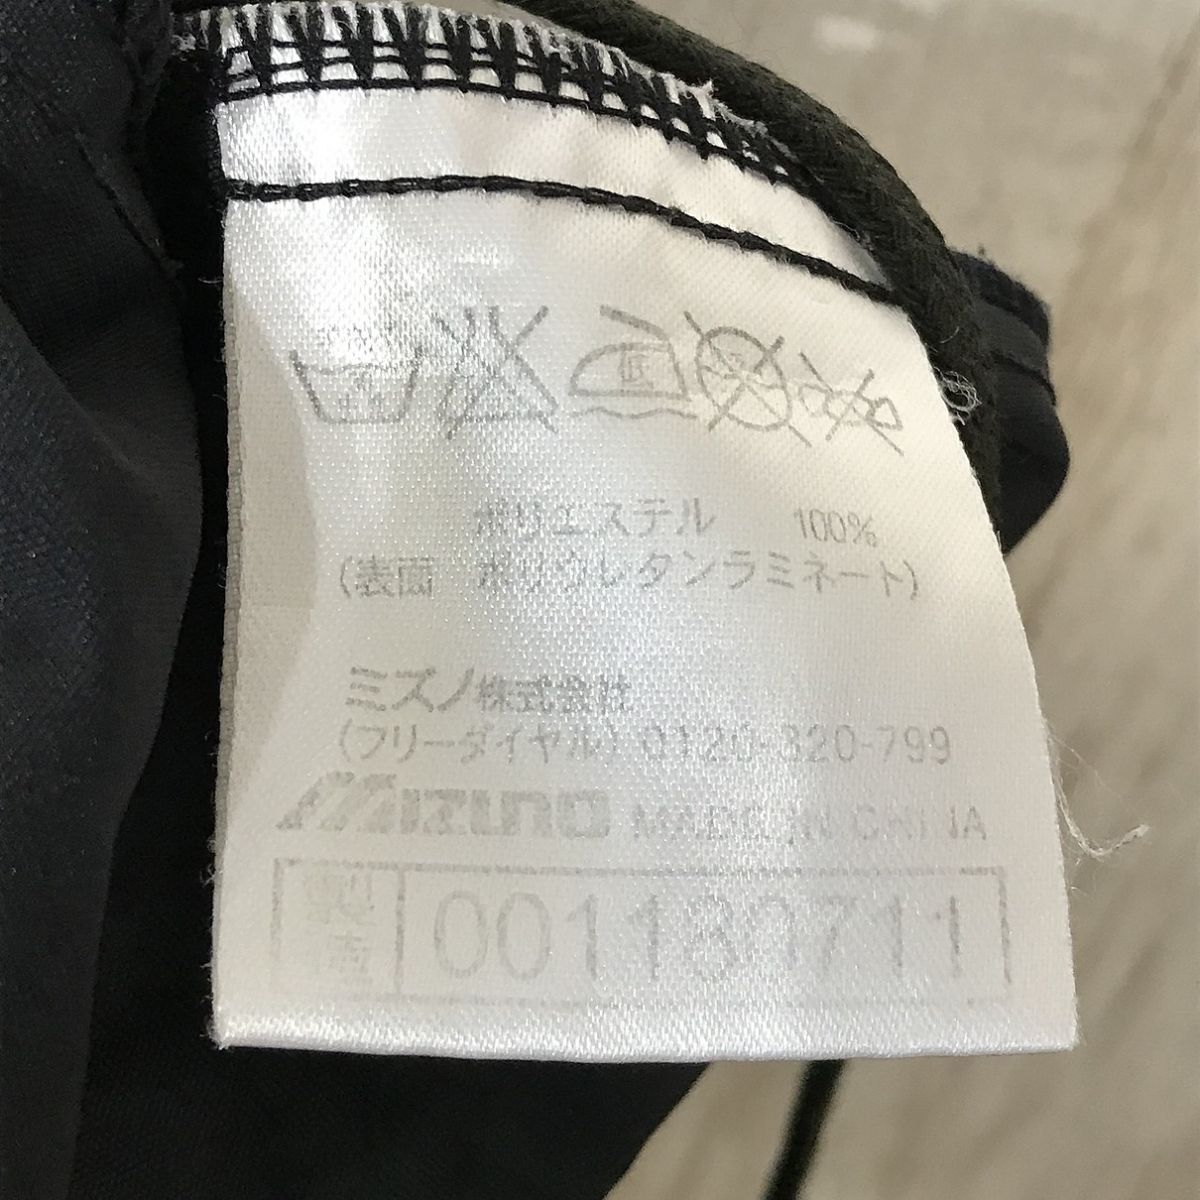 低
ポリエステル 100%
(表面 ポリウレタンラミネート)
ミズノ株式会社
(フリーダイヤル) 0120-320-799
MIZUNO MADE IN CHINA
製造